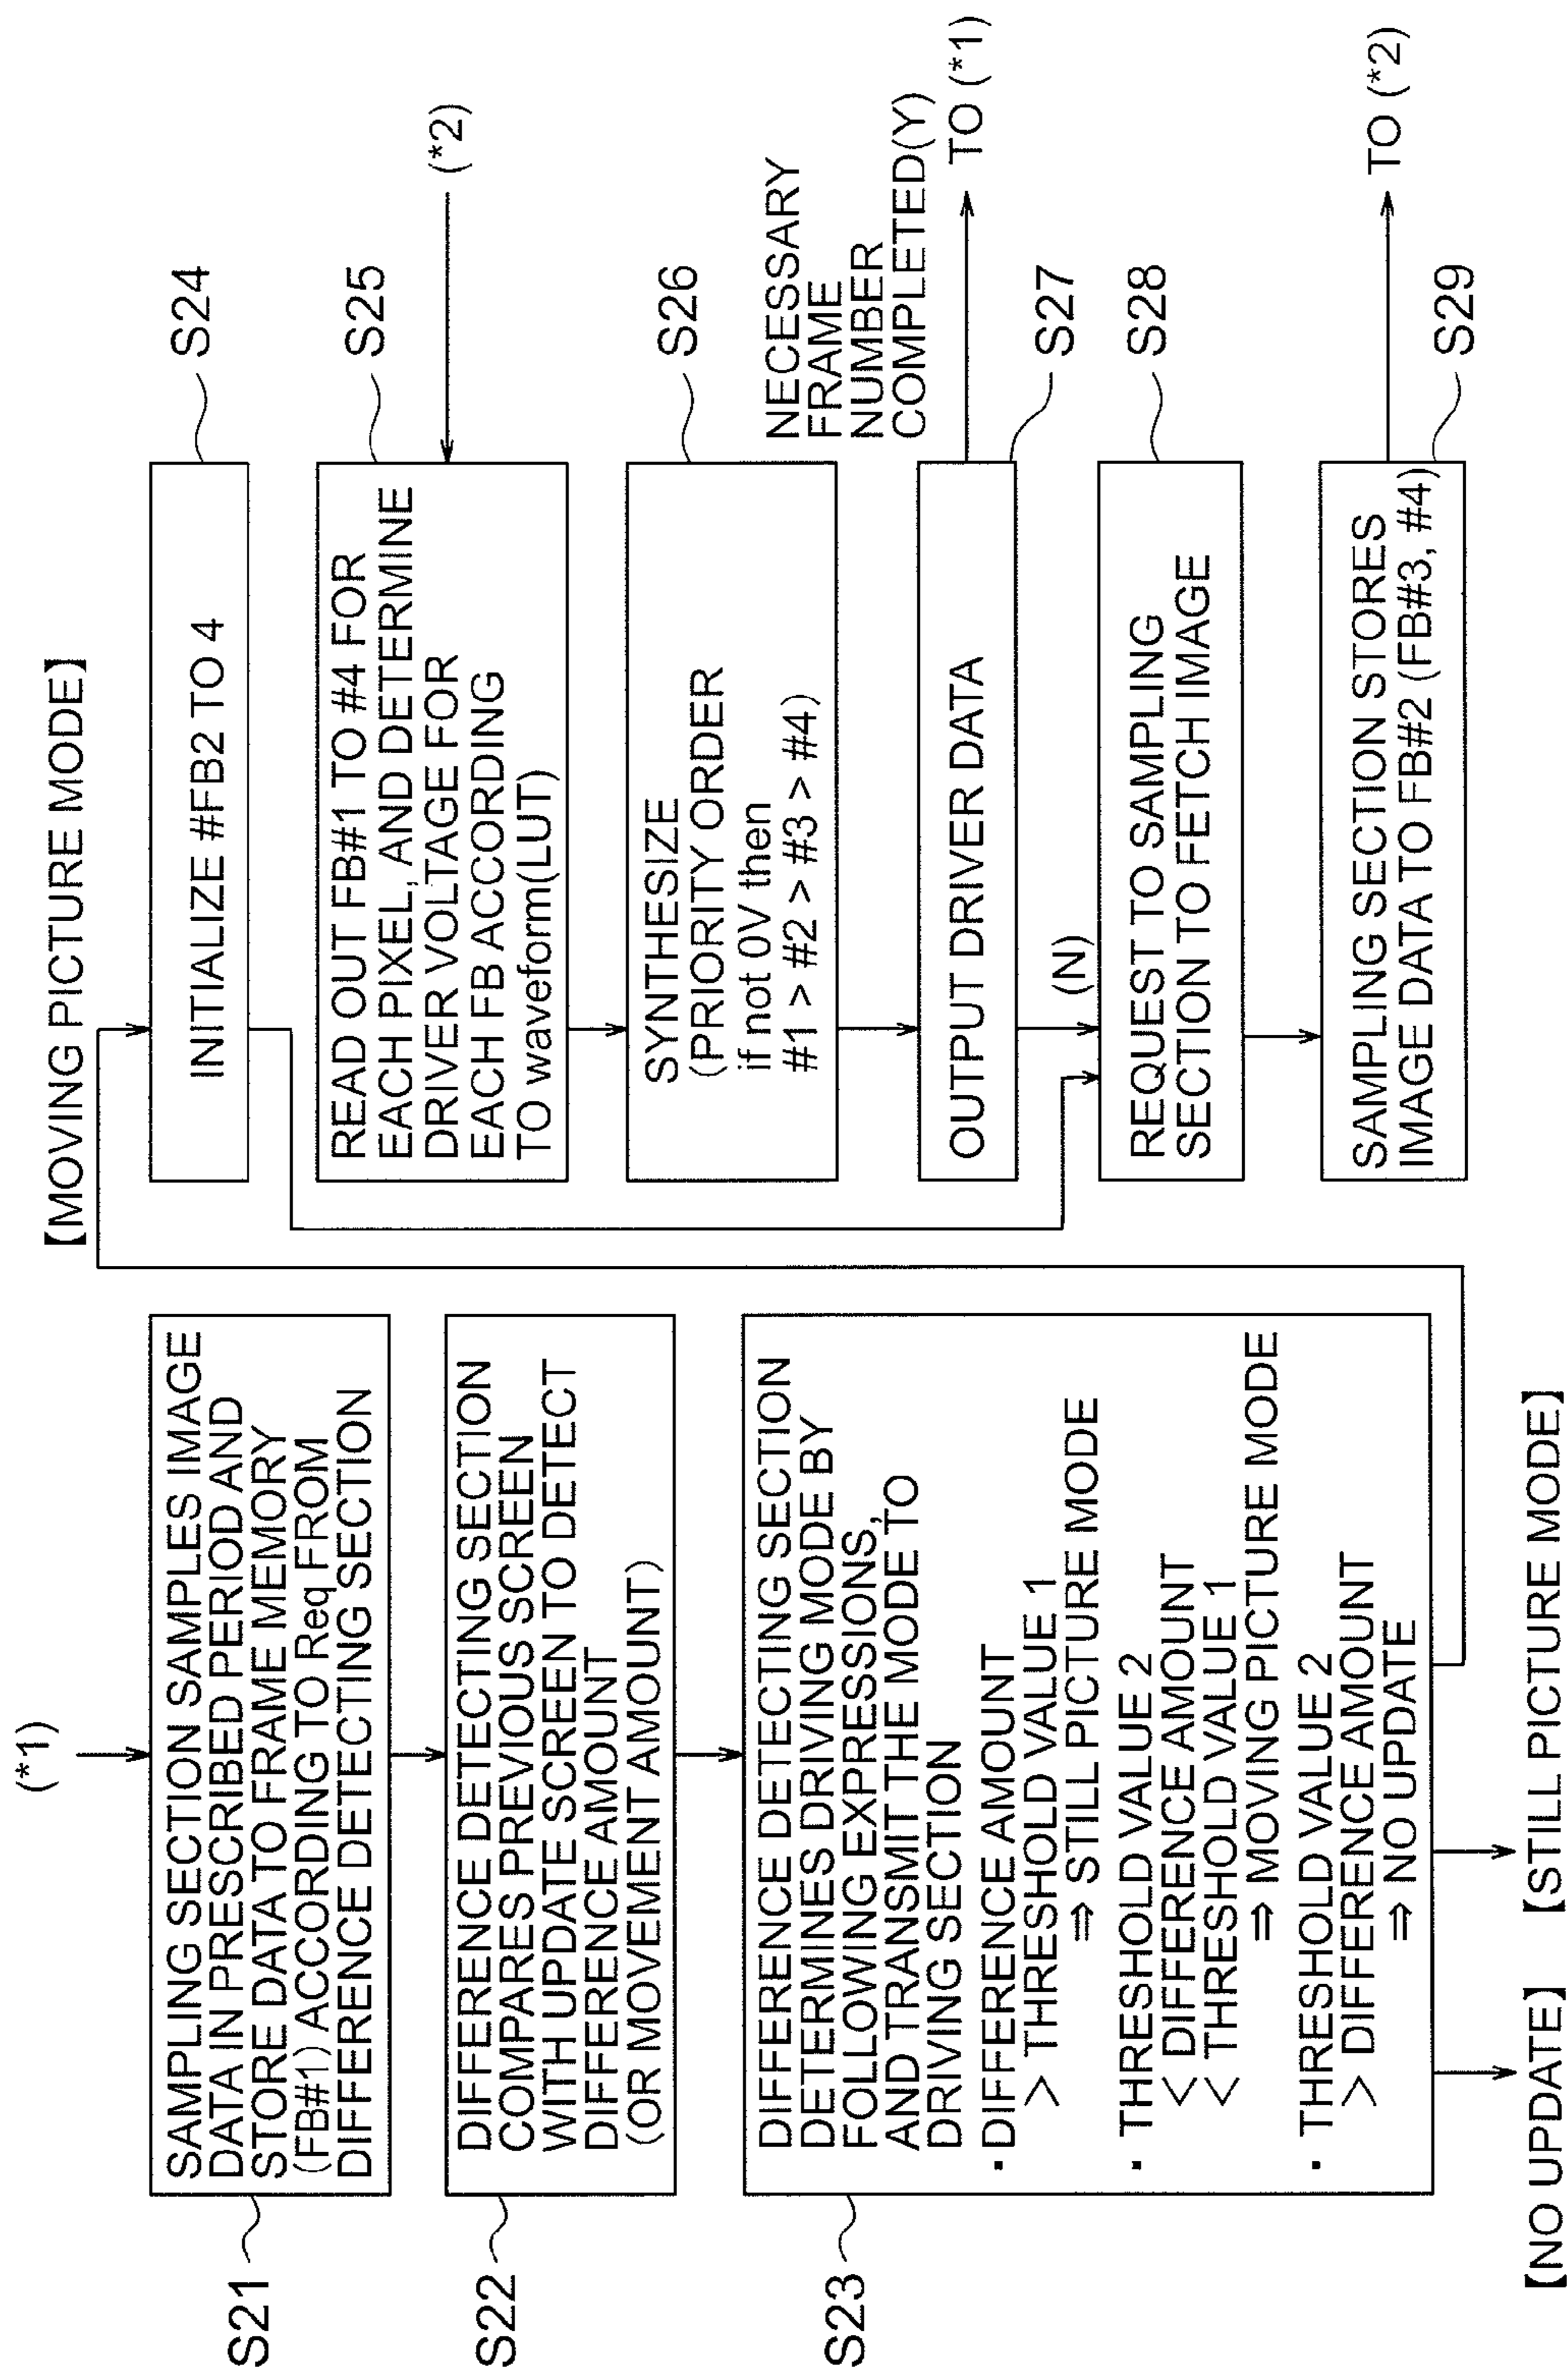 (*1)
S21
SAMPLING SECTION SAMPLES IMAGE
DATA IN PRESCRIBED PERIOD AND
STORE DATA TO FRAME MEMORY
(FB#1) ACCORDING TO Req FROM
DIFFERENCE DETECTING SECTION
S22
DIFFERENCE DETECTING SECTION
COMPARES PREVIOUS SCREEN
WITH UPDATE SCREEN TO DETECT
DIFFERENCE AMOUNT
(OR MOVEMENT AMOUNT)
S23
DIFFERENCE DETECTING SECTION
DETERMINES DRIVING MODE BY
FOLLOWING EXPRESSIONS,
AND TRANSMIT THE MODE TO
DRIVING SECTION
· DIFFERENCE AMOUNT
> THRESHOLD VALUE 1
⇒ STILL PICTURE MODE
· THRESHOLD VALUE 2
< DIFFERENCE AMOUNT
< THRESHOLD VALUE 1
⇒ MOVING PICTURE MODE
· THRESHOLD VALUE 2
> DIFFERENCE AMOUNT
⇒ NO UPDATE
【NO UPDATE】 【STILL PICTURE MODE】
【MOVING PICTURE MODE】
INITIALIZE #FB2 TO 4
S24
READ OUT FB#1 TO #4 FOR
EACH PIXEL, AND DETERMINE
DRIVER VOLTAGE FOR
EACH FB ACCORDING
TO waveform(LUT)
S25
(*2)
SYNTHESIZE
(PRIORITY ORDER
if not 0V then
#1 > #2 > #3 > #4)
S26
NECESSARY
FRAME
NUMBER
COMPLETED(Y)
TO (*1)
OUTPUT DRIVER DATA
S27
(N)
REQUEST TO SAMPLING
SECTION TO FETCH IMAGE
S28
SAMPLING SECTION STORES
IMAGE DATA TO FB#2 (FB#3, #4)
S29
TO (*2)